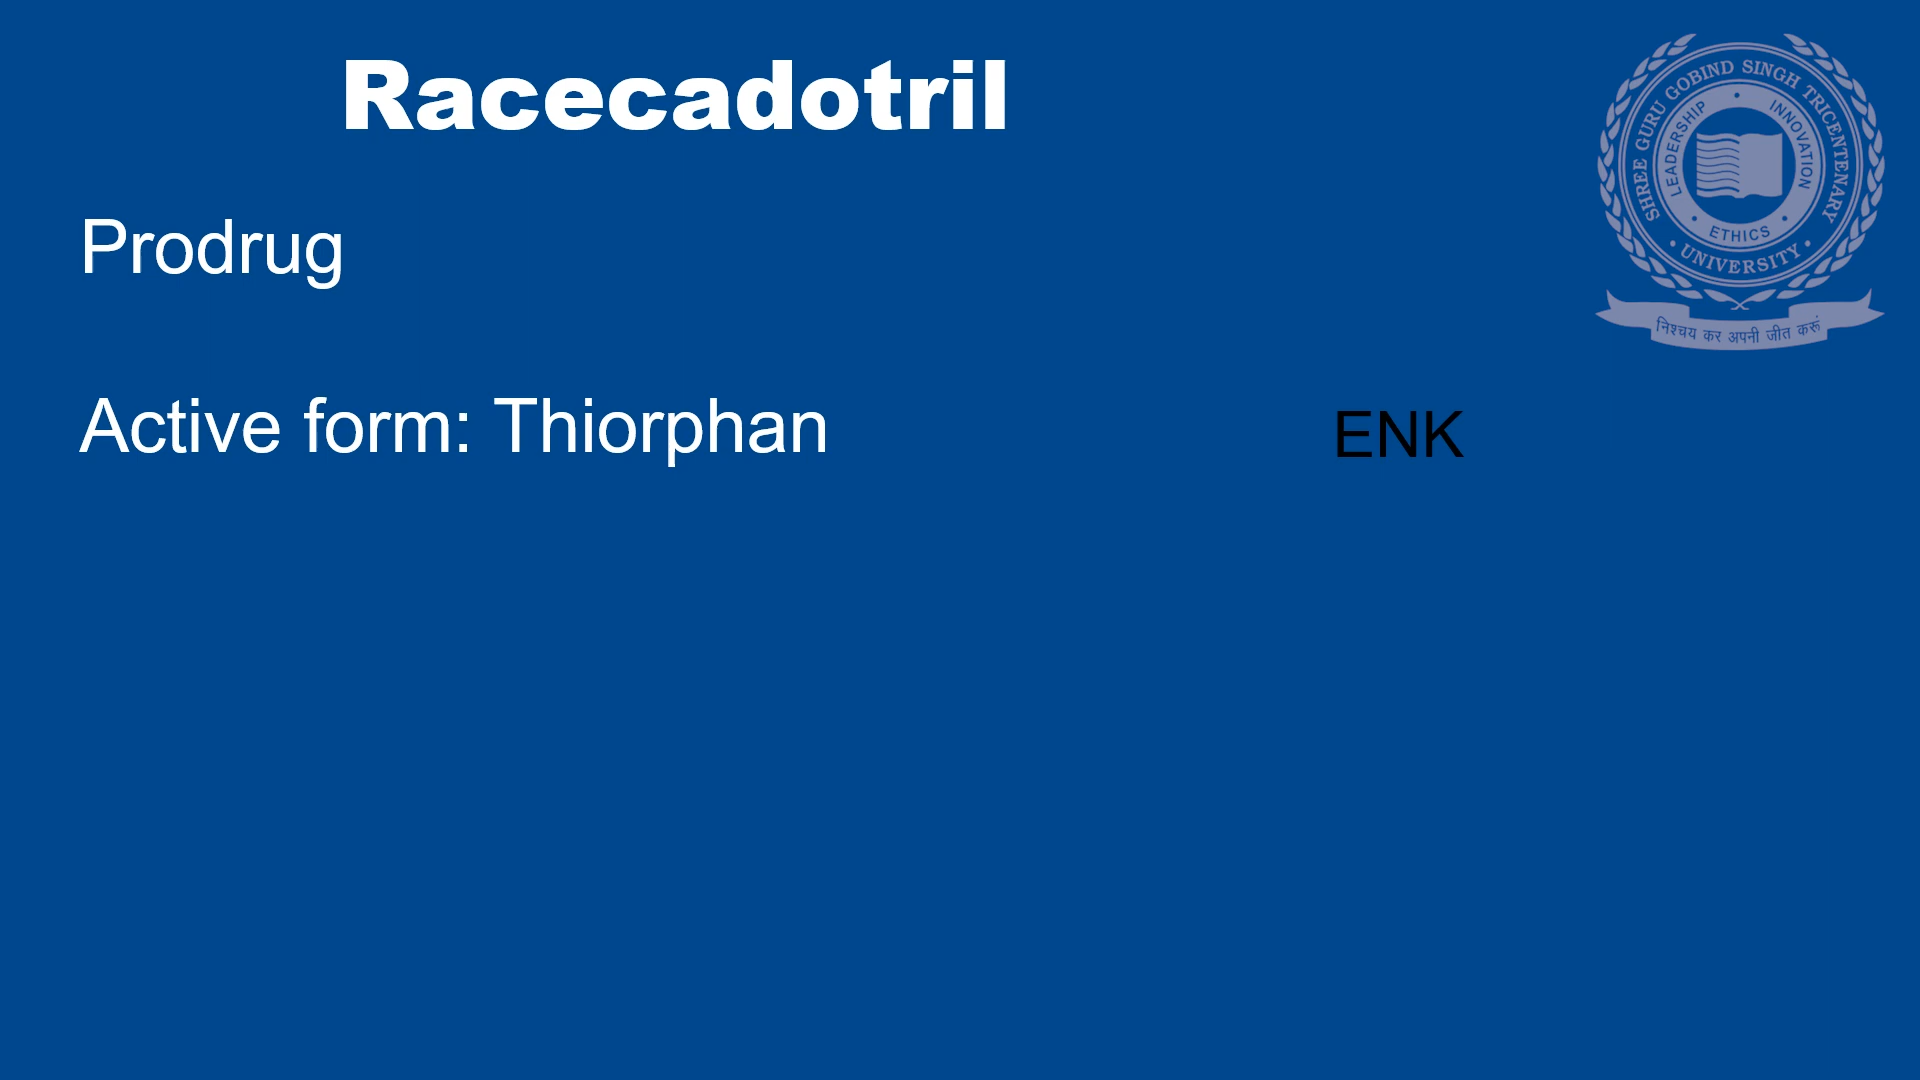 Racecadotril
SHREE GURU GOBIND SINGH TRICENTENARY
UNIVERSITY
LEADERSHIP
INNOVATION
ETHICS
निश्चय कर अपनी जीत करूं
Prodrug
Active form: Thiorphan
ENK